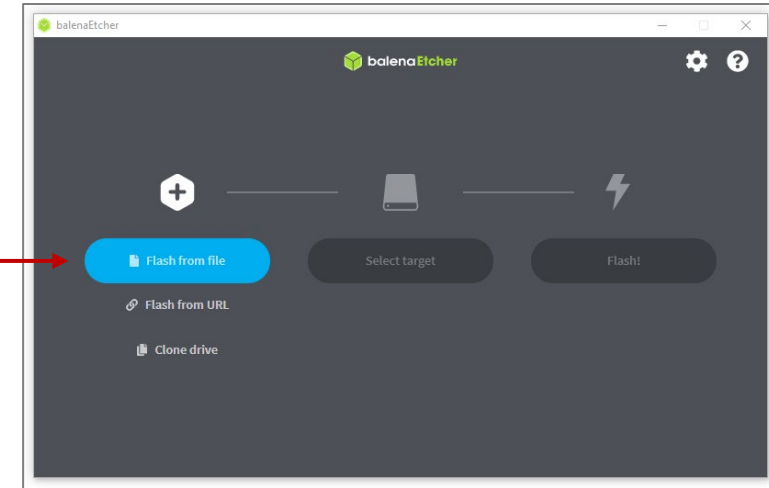 balenaEtcher
balenaEtcher
Flash from file
Select target
Flash!
Flash from URL
Clone drive